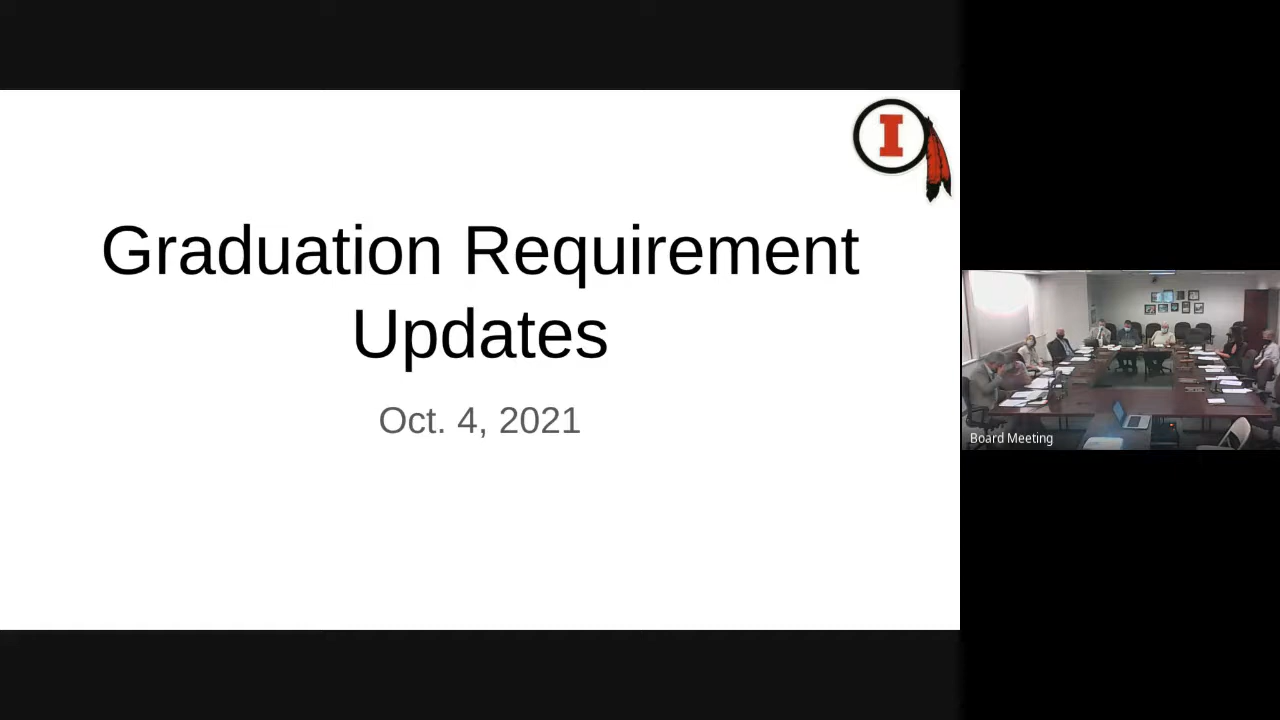 I
Graduation Requirement
Updates
Oct. 4, 2021
Board Meeting